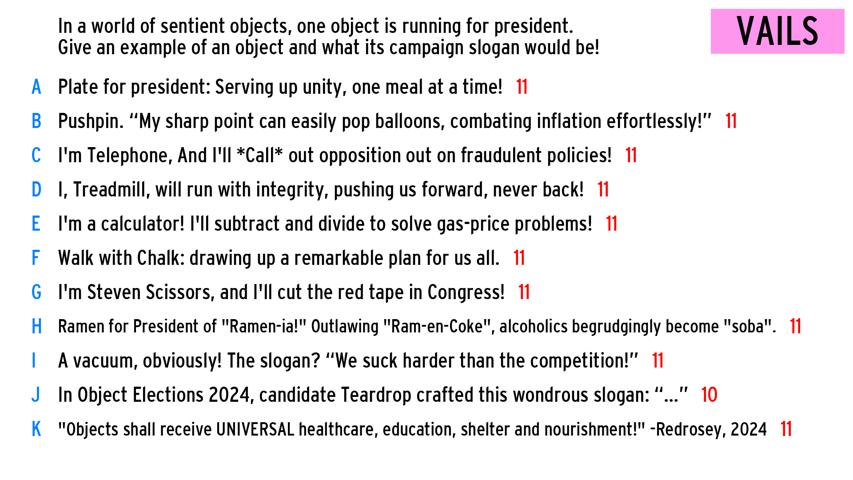 In a world of sentient objects, one object is running for president.
Give an example of an object and what its campaign slogan would be!
VAILS
A Plate for president: Serving up unity, one meal at a time! 11
B Pushpin. “My sharp point can easily pop balloons, combating inflation effortlessly!” 11
C I'm Telephone, And I'll *Call* out opposition out on fraudulent policies! 11
D I, Treadmill, will run with integrity, pushing us forward, never back! 11
E I'm a calculator! I'll subtract and divide to solve gas-price problems! 11
F Walk with Chalk: drawing up a remarkable plan for us all. 11
G I'm Steven Scissors, and I'll cut the red tape in Congress! 11
H Ramen for President of "Ramen-ia!" Outlawing "Ram-en-Coke", alcoholics begrudgingly become "soba". 11
I A vacuum, obviously! The slogan? “We suck harder than the competition!” 11
J In Object Elections 2024, candidate Teardrop crafted this wondrous slogan: “...” 10
K "Objects shall receive UNIVERSAL healthcare, education, shelter and nourishment!" -Redrosey, 2024 11